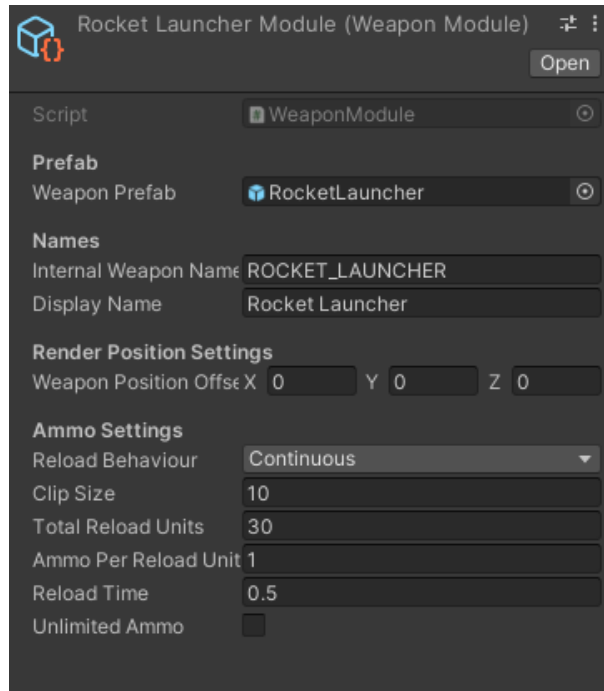 Rocket Launcher Module (Weapon Module)
Open
Script WeaponModule
Prefab
Weapon Prefab RocketLauncher
Names
Internal Weapon Name ROCKET_LAUNCHER
Display Name Rocket Launcher
Render Position Settings
Weapon Position Offse X 0 Y 0 Z 0
Ammo Settings
Reload Behaviour Continuous
Clip Size 10
Total Reload Units 30
Ammo Per Reload Unit 1
Reload Time 0.5
Unlimited Ammo